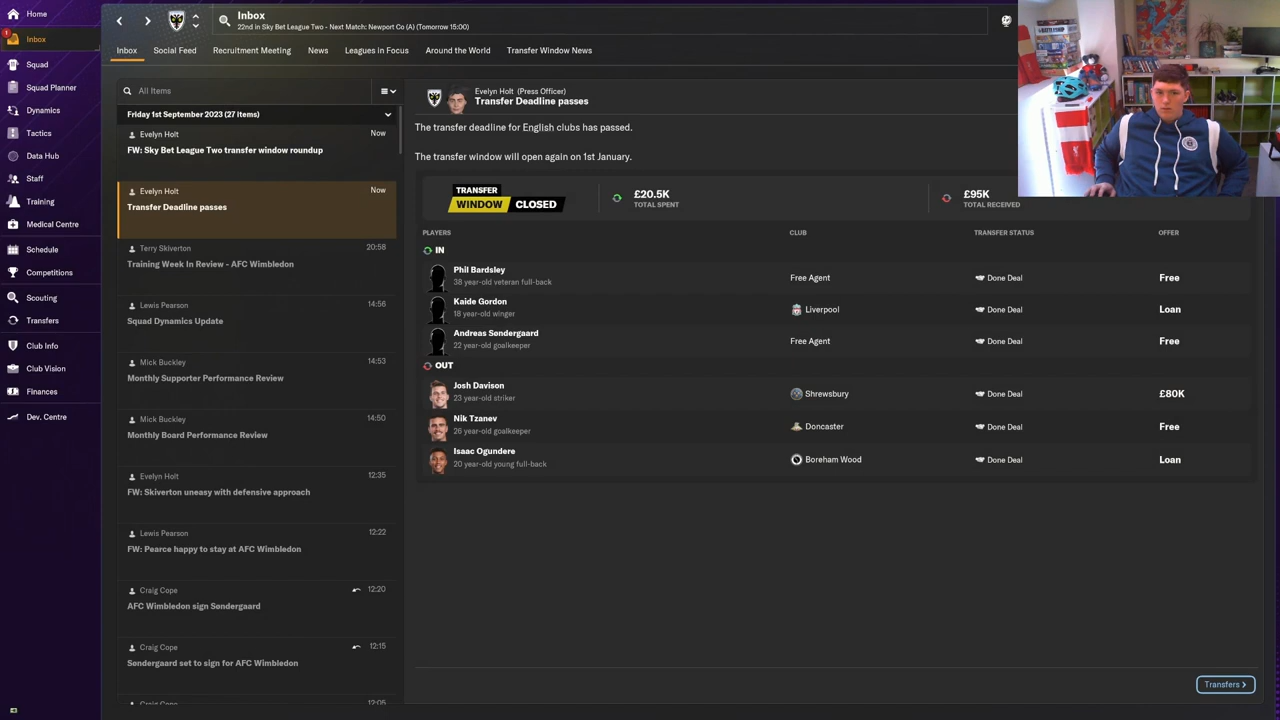 Home
Inbox
22nd in Sky Bet League Two - Next Match: Newport Co (A) (Tomorrow 15:00)
1
Inbox
Squad
Squad Planner
Dynamics
Tactics
Data Hub
Staff
Training
Medical Centre
Schedule
Competitions
Scouting
Transfers
Club Info
Club Vision
Finances
Dev. Centre
Inbox
Social Feed
Recruitment Meeting
News
Leagues in Focus
Around the World
Transfer Window News
All Items
Friday 1st September 2023 (27 items)
Evelyn Holt Now
FW: Sky Bet League Two transfer window roundup
Evelyn Holt Now
Transfer Deadline passes
Terry Skiverton 20:58
Training Week In Review - AFC Wimbledon
Lewis Pearson 14:56
Squad Dynamics Update
Mick Buckley 14:53
Monthly Supporter Performance Review
Mick Buckley 14:50
Monthly Board Performance Review
Evelyn Holt 12:35
FW: Skiverton uneasy with defensive approach
Lewis Pearson 12:22
FW: Pearce happy to stay at AFC Wimbledon
Craig Cope 12:20
AFC Wimbledon sign Søndergaard
Craig Cope 12:15
Søndergaard set to sign for AFC Wimbledon
Craig Cope 12:05
Evelyn Holt (Press Officer)
Transfer Deadline passes
The transfer deadline for English clubs has passed.
The transfer window will open again on 1st January.
TRANSFER
WINDOW CLOSED
£20.5K
TOTAL SPENT
£95K
TOTAL RECEIVED
PLAYERS CLUB TRANSFER STATUS OFFER
IN
Phil Bardsley
38 year-old veteran full-back
Free Agent Done Deal Free
Kaide Gordon
18 year-old winger
Liverpool Done Deal Loan
Andreas Søndergaard
22 year-old goalkeeper
Free Agent Done Deal Free
OUT
Josh Davison
23 year-old striker
Shrewsbury Done Deal £80K
Nik Tzanev
26 year-old goalkeeper
Doncaster Done Deal Free
Isaac Ogundere
20 year-old young full-back
Boreham Wood Done Deal Loan
Transfers